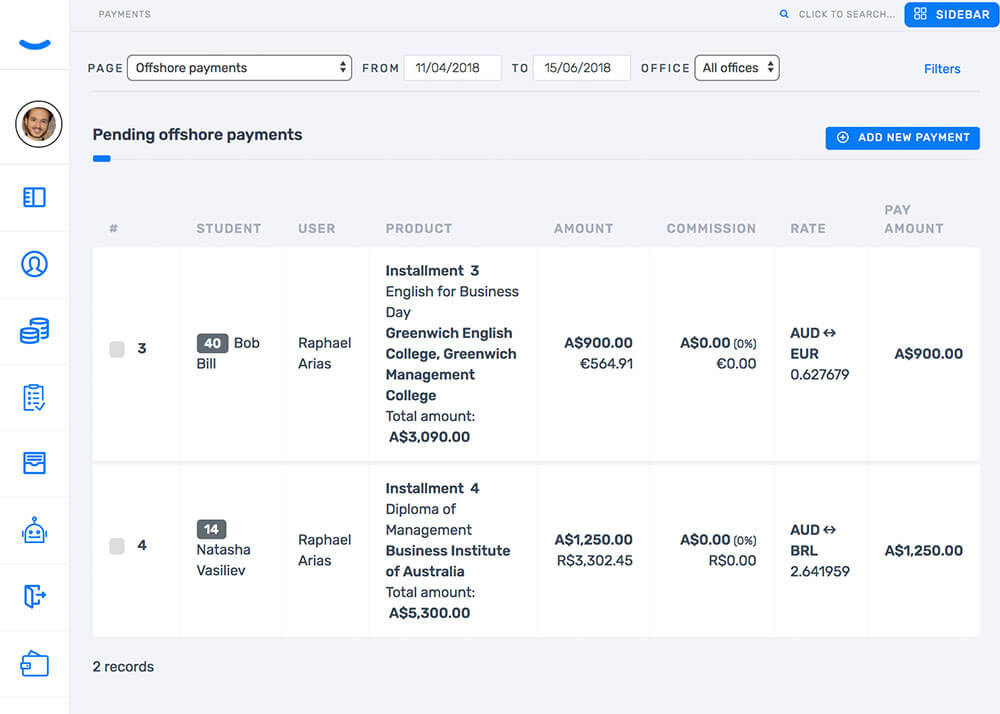 PAYMENTS
CLICK TO SEARCH...
SIDEBAR
PAGE Offshore payments FROM 11/04/2018 TO 15/06/2018 OFFICE All offices Filters
Pending offshore payments
ADD NEW PAYMENT
# STUDENT USER PRODUCT AMOUNT COMMISSION RATE PAY AMOUNT
3
40 Bob
Bill
Raphael
Arias
Installment 3
English for Business
Day
Greenwich English
College, Greenwich
Management
College
Total amount:
A$3,090.00
A$900.00
€564.91
A$0.00 (0%)
€0.00
AUD ↔
EUR
0.627679
A$900.00
4
14
Natasha
Vasiliev
Raphael
Arias
Installment 4
Diploma of
Management
Business Institute
of Australia
Total amount:
A$5,300.00
A$1,250.00
R$3,302.45
A$0.00 (0%)
R$0.00
AUD ↔
BRL
2.641959
A$1,250.00
2 records